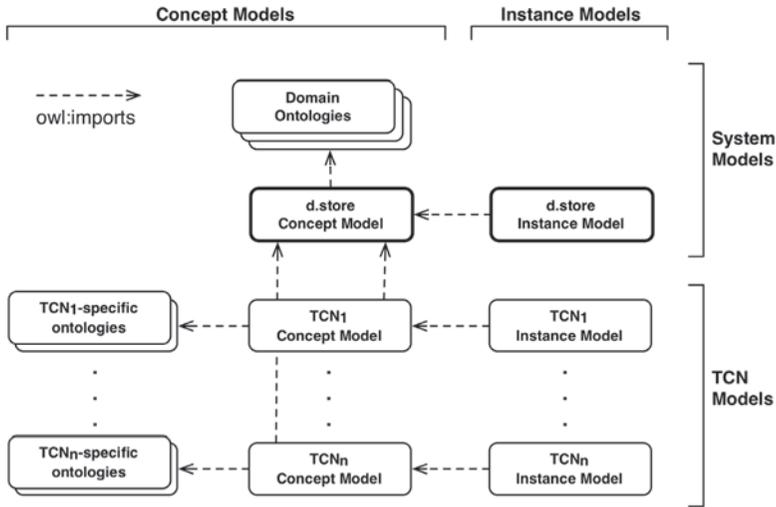 Concept Models
Instance Models
owl:imports
Domain
Ontologies
System
Models
d.store
Concept Model
d.store
Instance Model
TCN1-specific
ontologies
TCN1
Concept Model
TCN1
Instance Model
TCN
Models
TCNn-specific
ontologies
TCNn
Concept Model
TCNn
Instance Model